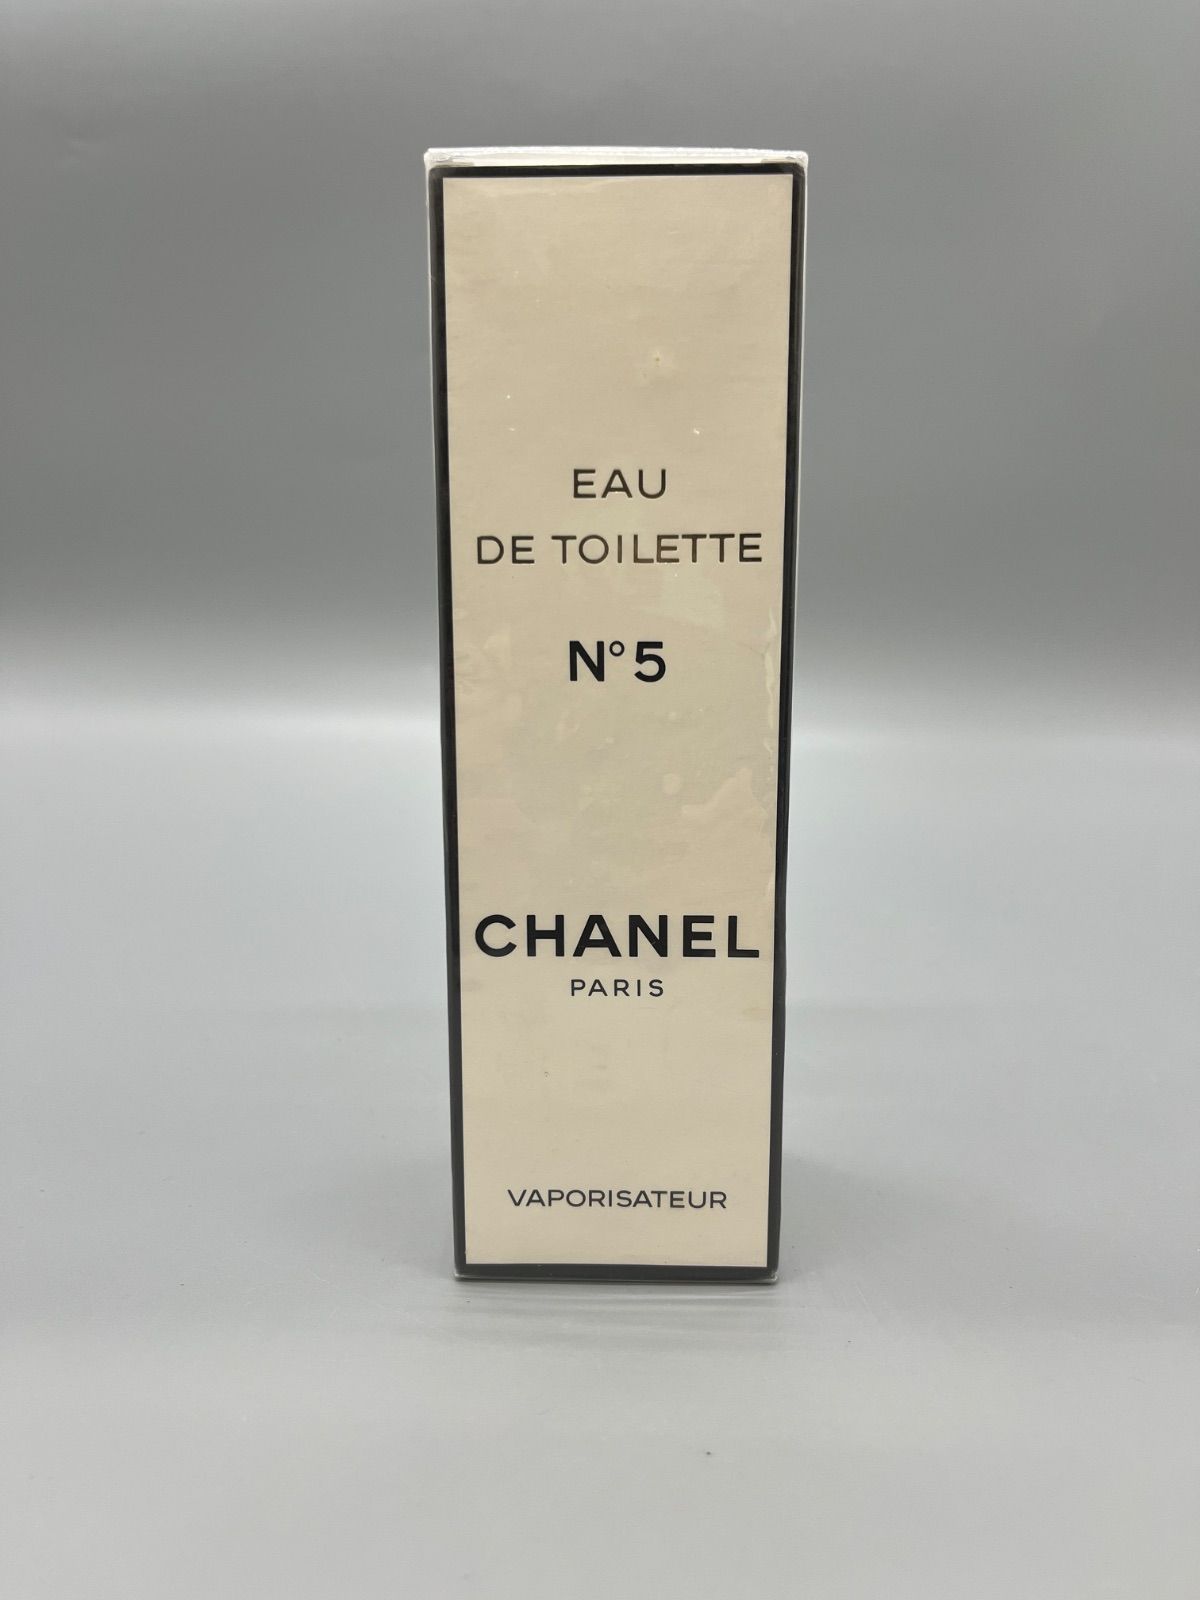 EAU
DE TOILETTE
N°5
CHANEL
PARIS
VAPORISATEUR